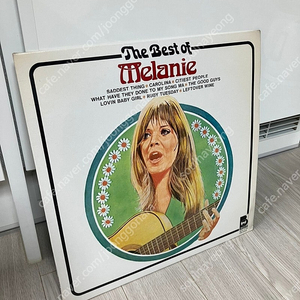 The Best of
Melanie
SADDEST THING ★ CAROLINA ★ CITIEST PEOPLE
WHAT HAVE THEY DONE TO MY SONG MA ★ THE GOOD GUYS
LOVIN BABY GIRL ★ RUBY TUESDAY ★ LEFTOVER WINE